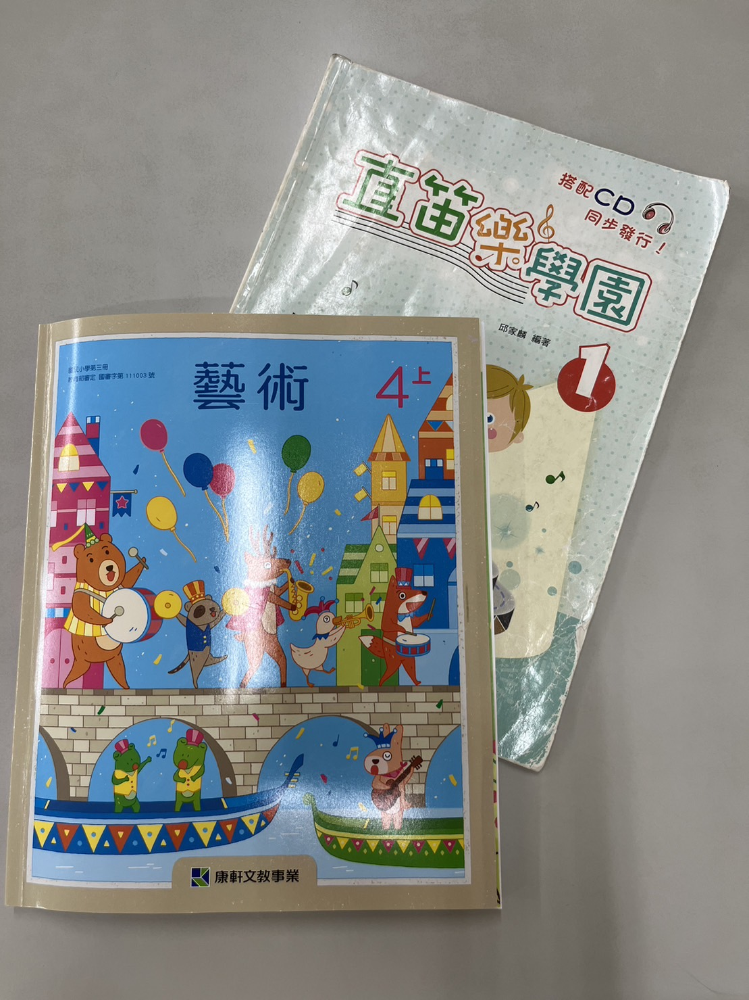 搭配CD
同步發行！
直笛樂學園
邱家麟 編著
1
國民小學第三冊
教育部審定 國審字第 111003 號
藝術 4上
康軒文教事業